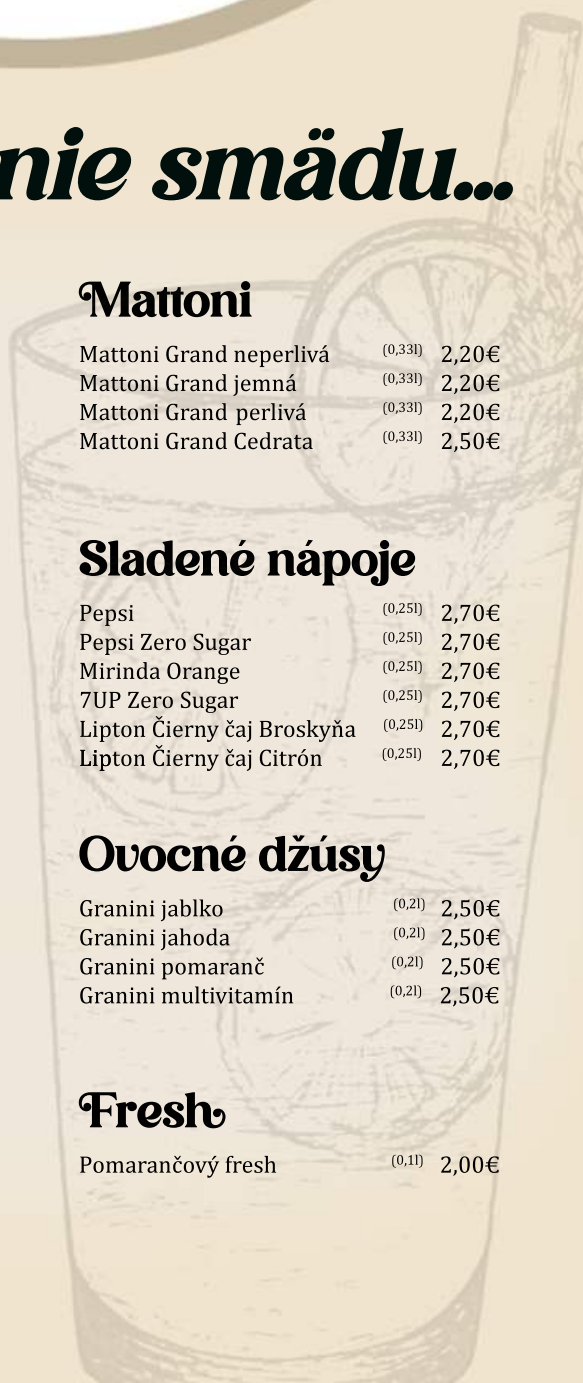 nie smädu...
Mattoni
Mattoni Grand neperlivá (0,33l) 2,20€
Mattoni Grand jemná (0,33l) 2,20€
Mattoni Grand perlivá (0,33l) 2,20€
Mattoni Grand Cedrata (0,33l) 2,50€
Sladené nápoje
Pepsi (0,25l) 2,70€
Pepsi Zero Sugar (0,25l) 2,70€
Mirinda Orange (0,25l) 2,70€
7UP Zero Sugar (0,25l) 2,70€
Lipton Čierny čaj Broskyňa (0,25l) 2,70€
Lipton Čierny čaj Citrón (0,25l) 2,70€
Ovocné džúsy
Granini jablko (0,2l) 2,50€
Granini jahoda (0,2l) 2,50€
Granini pomaranč (0,2l) 2,50€
Granini multivitamín (0,2l) 2,50€
Fresh
Pomarančový fresh (0,1l) 2,00€